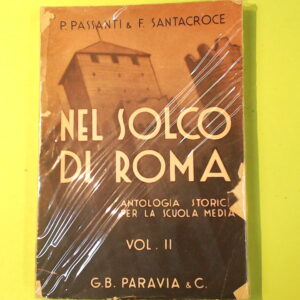 P. PASSANTI & F. SANTACROCE
NEL SOLCO
DI ROMA
ANTOLOGIA STORIC
PER LA SCUOLA MEDIA
VOL. II
G.B. PARAVIA & C.